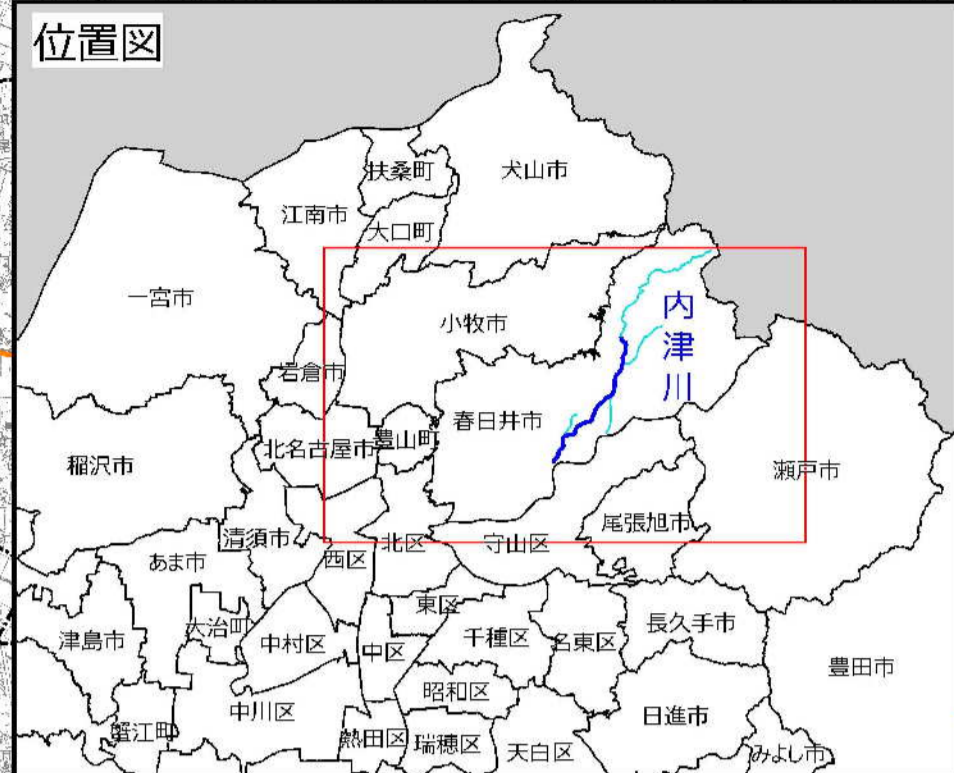 位置図
扶桑町
犬山市
江南市
大口町
一宮市
内津川
小牧市
岩倉市
春日井市
豊山町
北名古屋市
稲沢市
瀬戸市
尾張旭市
清須市
北区
守山区
あま市
西区
東区
長久手市
津島市
大治町
中村区
中区
千種区
名東区
豊田市
昭和区
中川区
日進市
蟹江町
熱田区
瑞穂区
天白区
みよし市